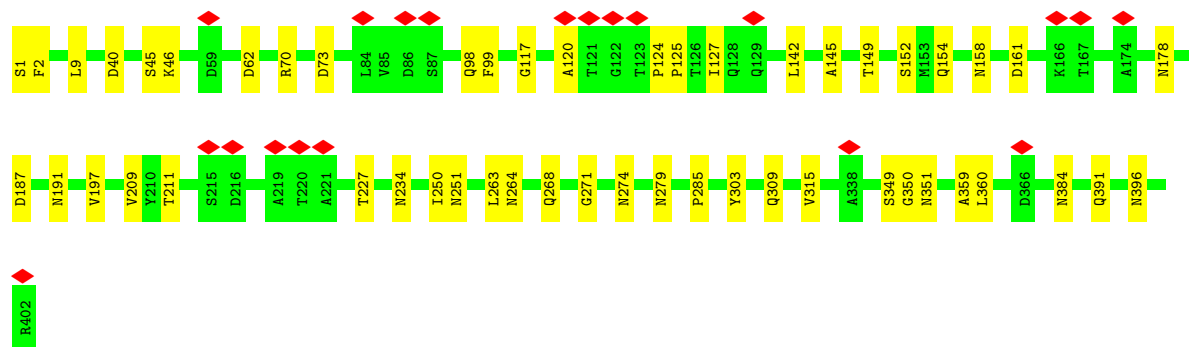 S1 F2 L9 D40 S45 K46 D59 D62 R70 D73 L84 V85 D86 S87 Q98 F99 G117 A120 T121 G122 T123 P124 P125 T126 I127 Q128 Q129 L142 A145 T149 S152 M153 Q154 N158 D161 K166 T167 A174 N178
D187 N191 V197 V209 Y210 T211 S215 D216 A219 T220 A221 T227 N234 I250 N251 L263 N264 Q268 G271 N274 N279 P285 Y303 Q309 V315 A338 S349 G350 N351 A359 L360 D366 N384 Q391 N396
R402